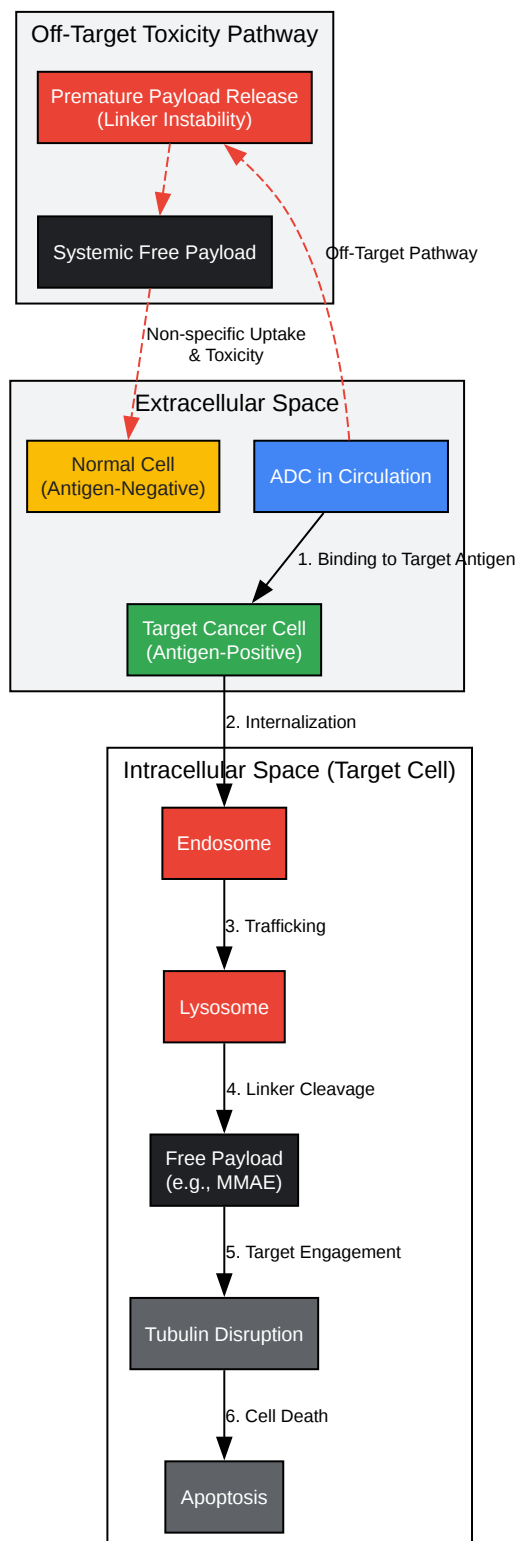 Off-Target Toxicity Pathway
Premature Payload Release
(Linker Instability)
Systemic Free Payload
Off-Target Pathway
Non-specific Uptake
& Toxicity
Extracellular Space
Normal Cell
(Antigen-Negative)
ADC in Circulation
1. Binding to Target Antigen
Target Cancer Cell
(Antigen-Positive)
2. Internalization
Intracellular Space (Target Cell)
Endosome
3. Trafficking
Lysosome
4. Linker Cleavage
Free Payload
(e.g., MMAE)
5. Target Engagement
Tubulin Disruption
6. Cell Death
Apoptosis